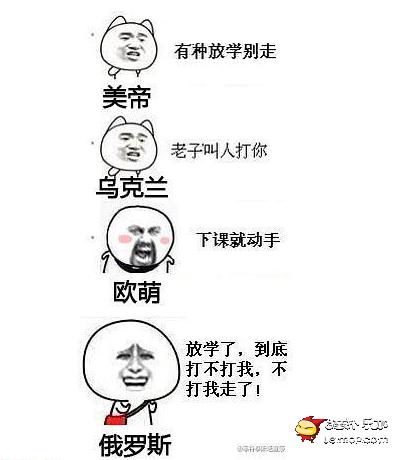 有种放学别走
美帝
老子叫人打你
乌克兰
下课就动手
欧萌
放学了，到底
打不打我，不
打我走了！
俄罗斯
lemop.com